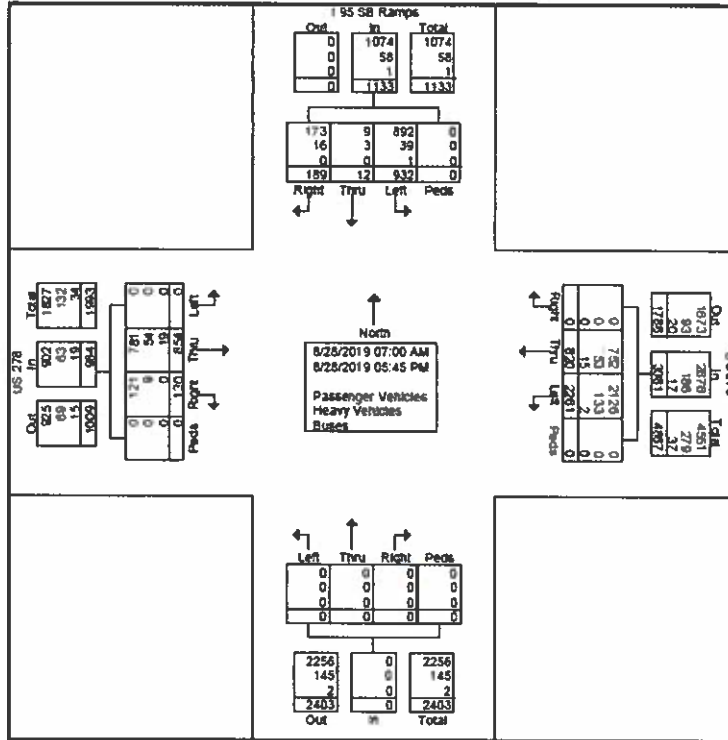 I 95 SB Ramps
Out In Total
0 1074 1074
0 58 58
0 1 1
0 1133 1133
173 9 892 0
16 3 39 0
0 0 1 0
189 12 932 0
Right Thru Left Peds
US 278
Total In Out
1827 902 925
132 63 69
34 19 15
1993 984 1009
Left Thru Right Peds
0 781 121 0
0 54 9 0
0 19 0 0
0 854 130 0
North
8/28/2019 07:00 AM
8/28/2019 05:45 PM
Passenger Vehicles
Heavy Vehicles
Buses
Right Thru Left Peds
0 752 2126 0
0 53 133 0
0 15 2 0
0 820 2261 0
Out In Total
1673 2878 4551
93 186 279
20 17 37
1786 3081 4867
Left Thru Right Peds
0 0 0 0
0 0 0 0
0 0 0 0
0 0 0 0
2256 0 2256
145 0 145
2 0 2
2403 0 2403
Out In Total